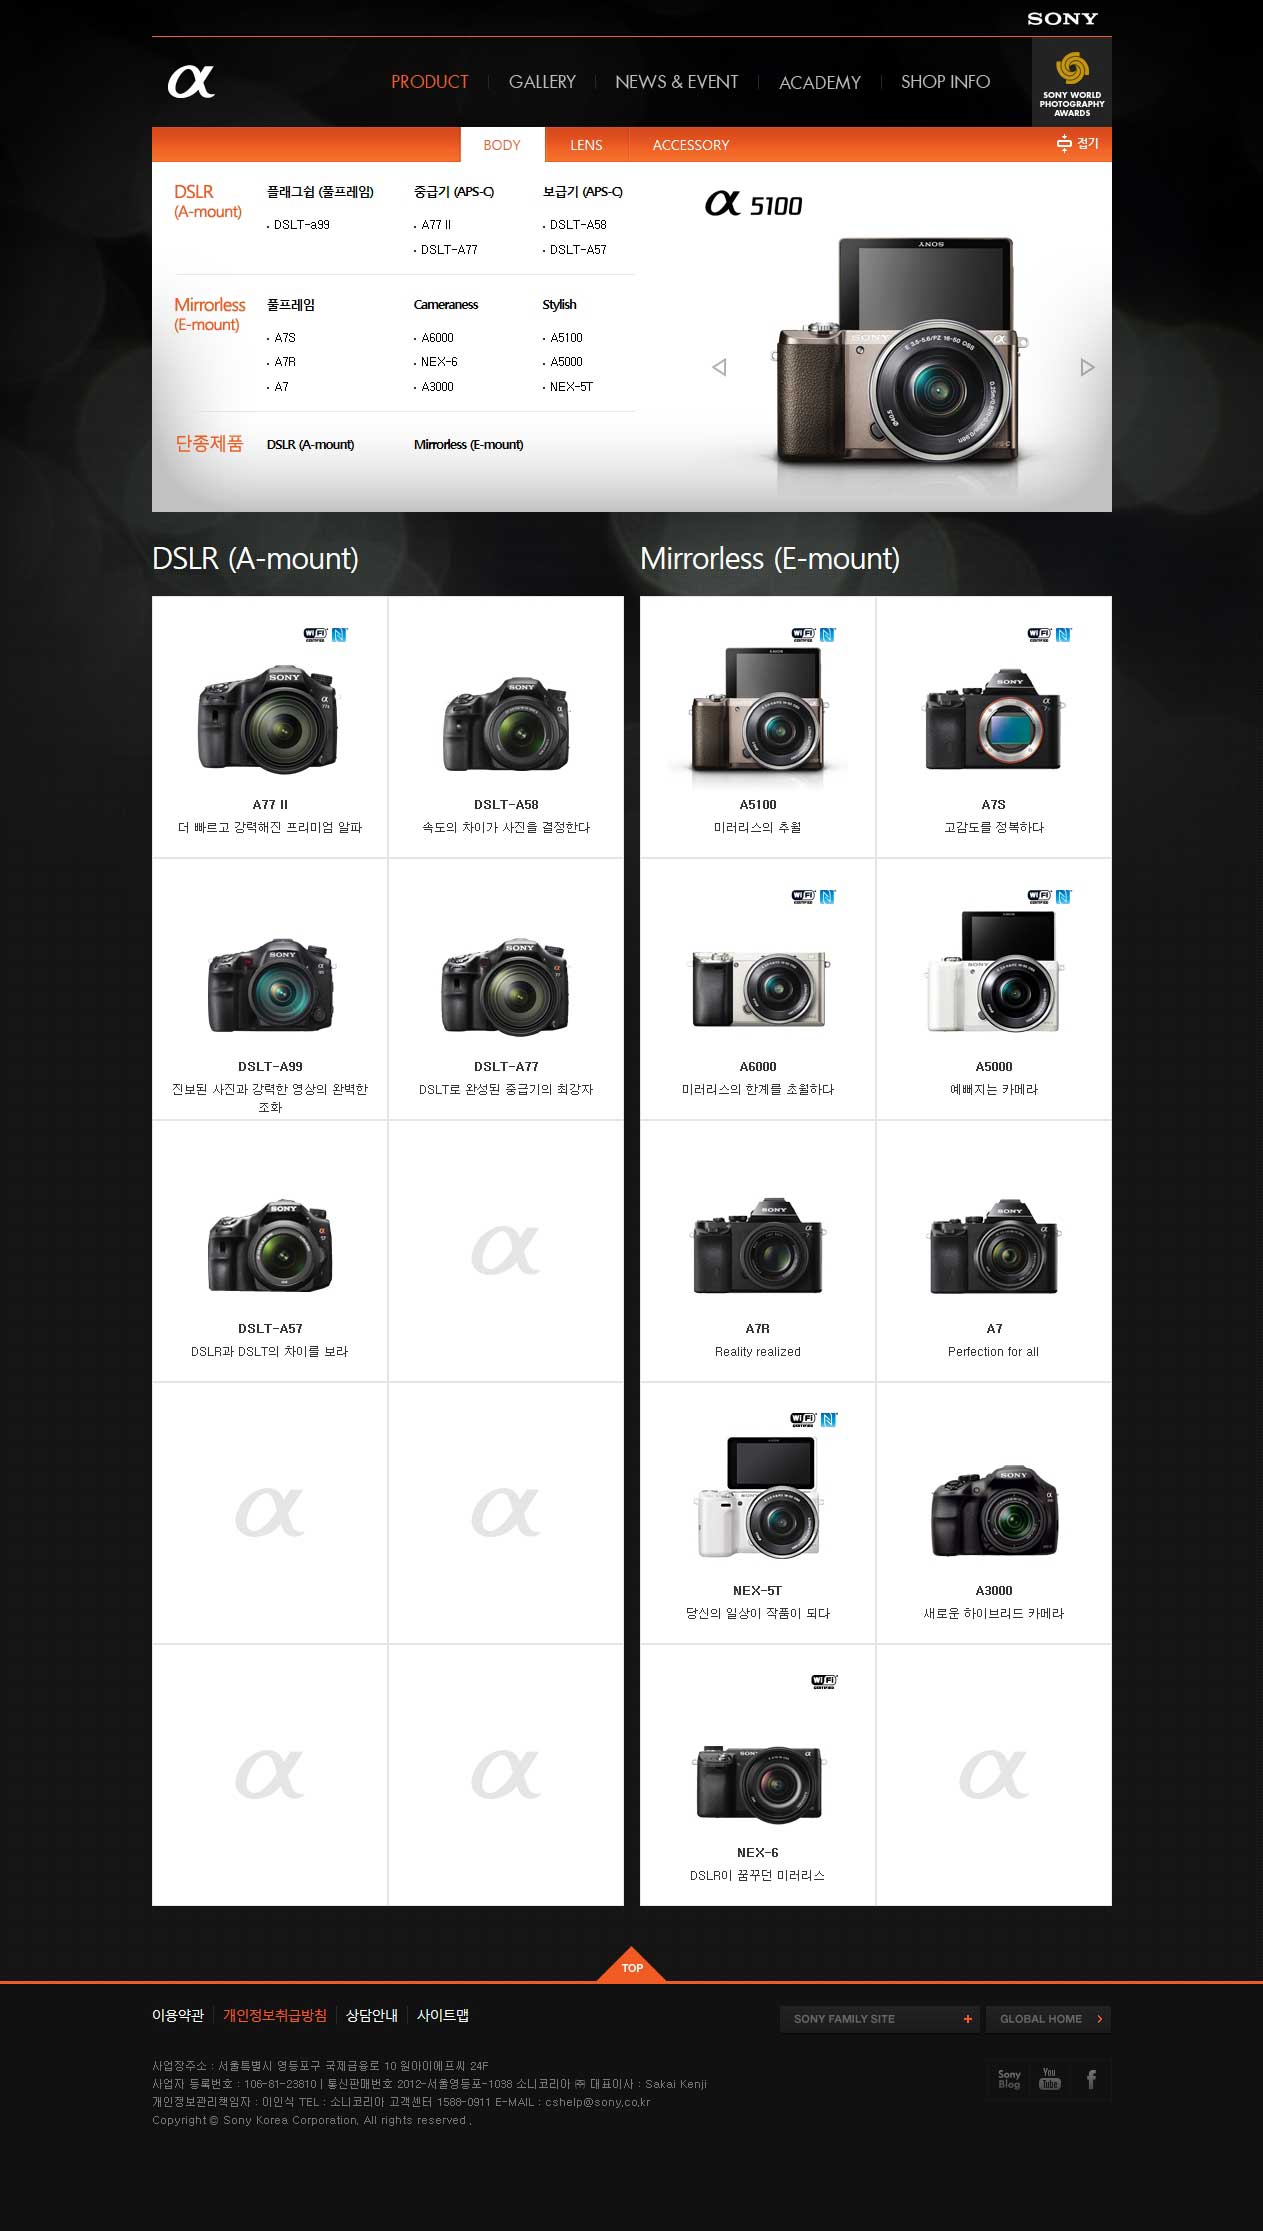 SONY
α
PRODUCT
GALLERY
NEWS & EVENT
ACADEMY
SHOP INFO
SONY WORLD
PHOTOGRAPHY
AWARDS
BODY
LENS
ACCESSORY
접기
DSLR
(A-mount)
플래그쉽 (풀프레임)
· DSLT-a99
중급기 (APS-C)
· A77 II
· DSLT-A77
보급기 (APS-C)
· DSLT-A58
· DSLT-A57
Mirrorless
(E-mount)
풀프레임
· A7S
· A7R
· A7
Cameraness
· A6000
· NEX-6
· A3000
Stylish
· A5100
· A5000
· NEX-5T
단종제품
DSLR (A-mount)
Mirrorless (E-mount)
α 5100
DSLR (A-mount)
A77 II
더 빠르고 강력해진 프리미엄 알파
DSLT-A58
속도의 차이가 사진을 결정한다
DSLT-A99
진보된 사진과 강력한 영상의 완벽한
조화
DSLT-A77
DSLT로 완성된 중급기의 최강자
DSLT-A57
DSLR과 DSLT의 차이를 보라
Mirrorless (E-mount)
A5100
미러리스의 추월
A7S
고감도를 정복하다
A6000
미러리스의 한계를 초월하다
A5000
예뻐지는 카메라
A7R
Reality realized
A7
Perfection for all
NEX-5T
당신의 일상이 작품이 되다
A3000
새로운 하이브리드 카메라
NEX-6
DSLR이 꿈꾸던 미러리스
TOP
이용약관
개인정보취급방침
상담안내
사이트맵
SONY FAMILY SITE
GLOBAL HOME
사업장주소 : 서울특별시 영등포구 국제금융로 10 원아이에프씨 24F
사업자 등록번호 : 106-81-23810 | 통신판매번호 2012-서울영등포-1038 소니코리아 ㈜ 대표이사 : Sakai Kenji
개인정보관리책임자 : 이인식 TEL : 소니코리아 고객센터 1588-0911 E-MAIL : cshelp@sony.co.kr
Copyright © Sony Korea Corporation. All rights reserved .
Sony
Blog
You
Tube
f